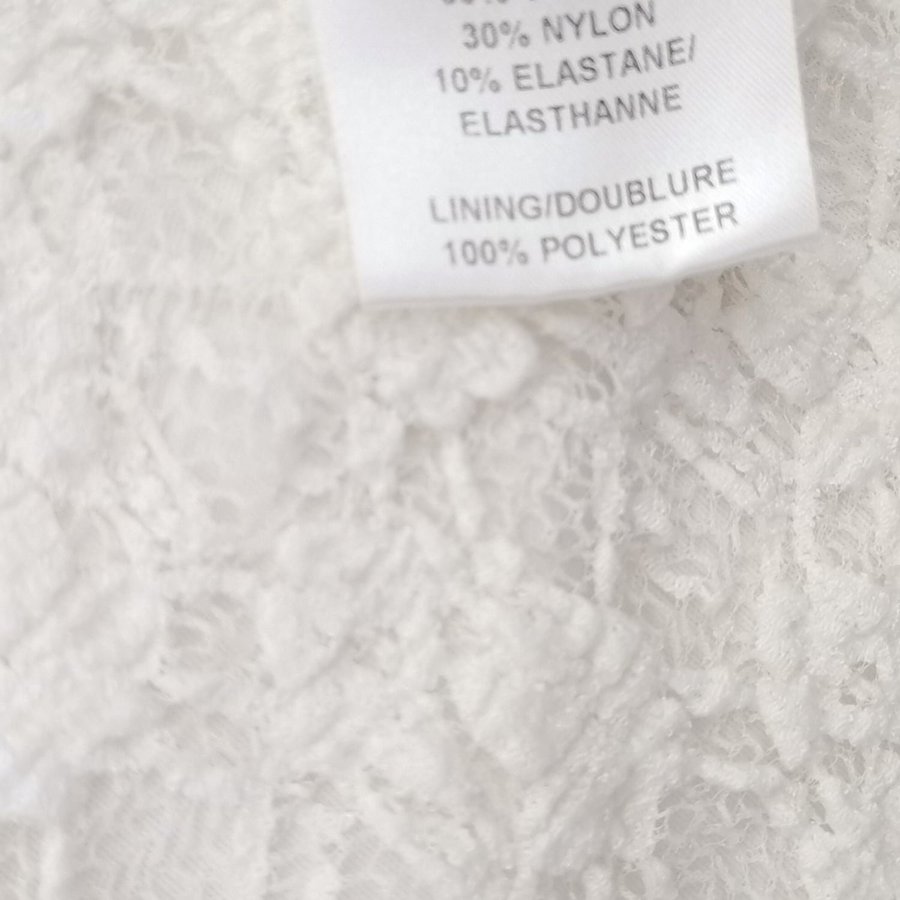 30% NYLON
10% ELASTANE/
ELASTHANNE
LINING/DOUBLURE
100% POLYESTER